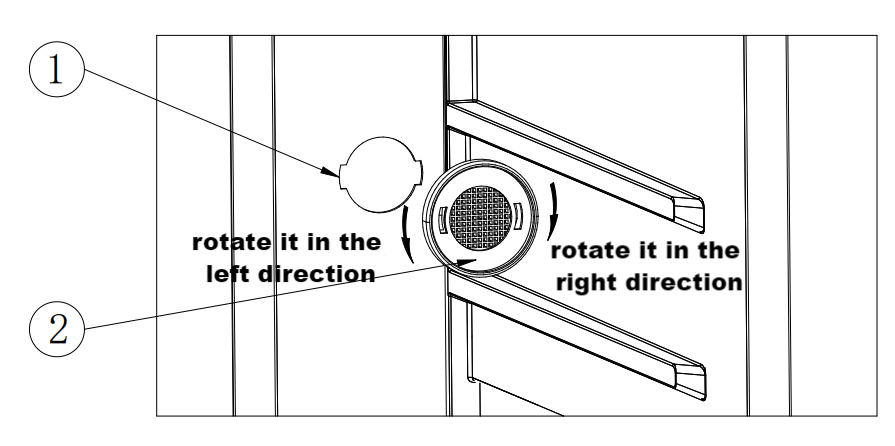 1
rotate it in the
left direction
rotate it in the
right direction
2